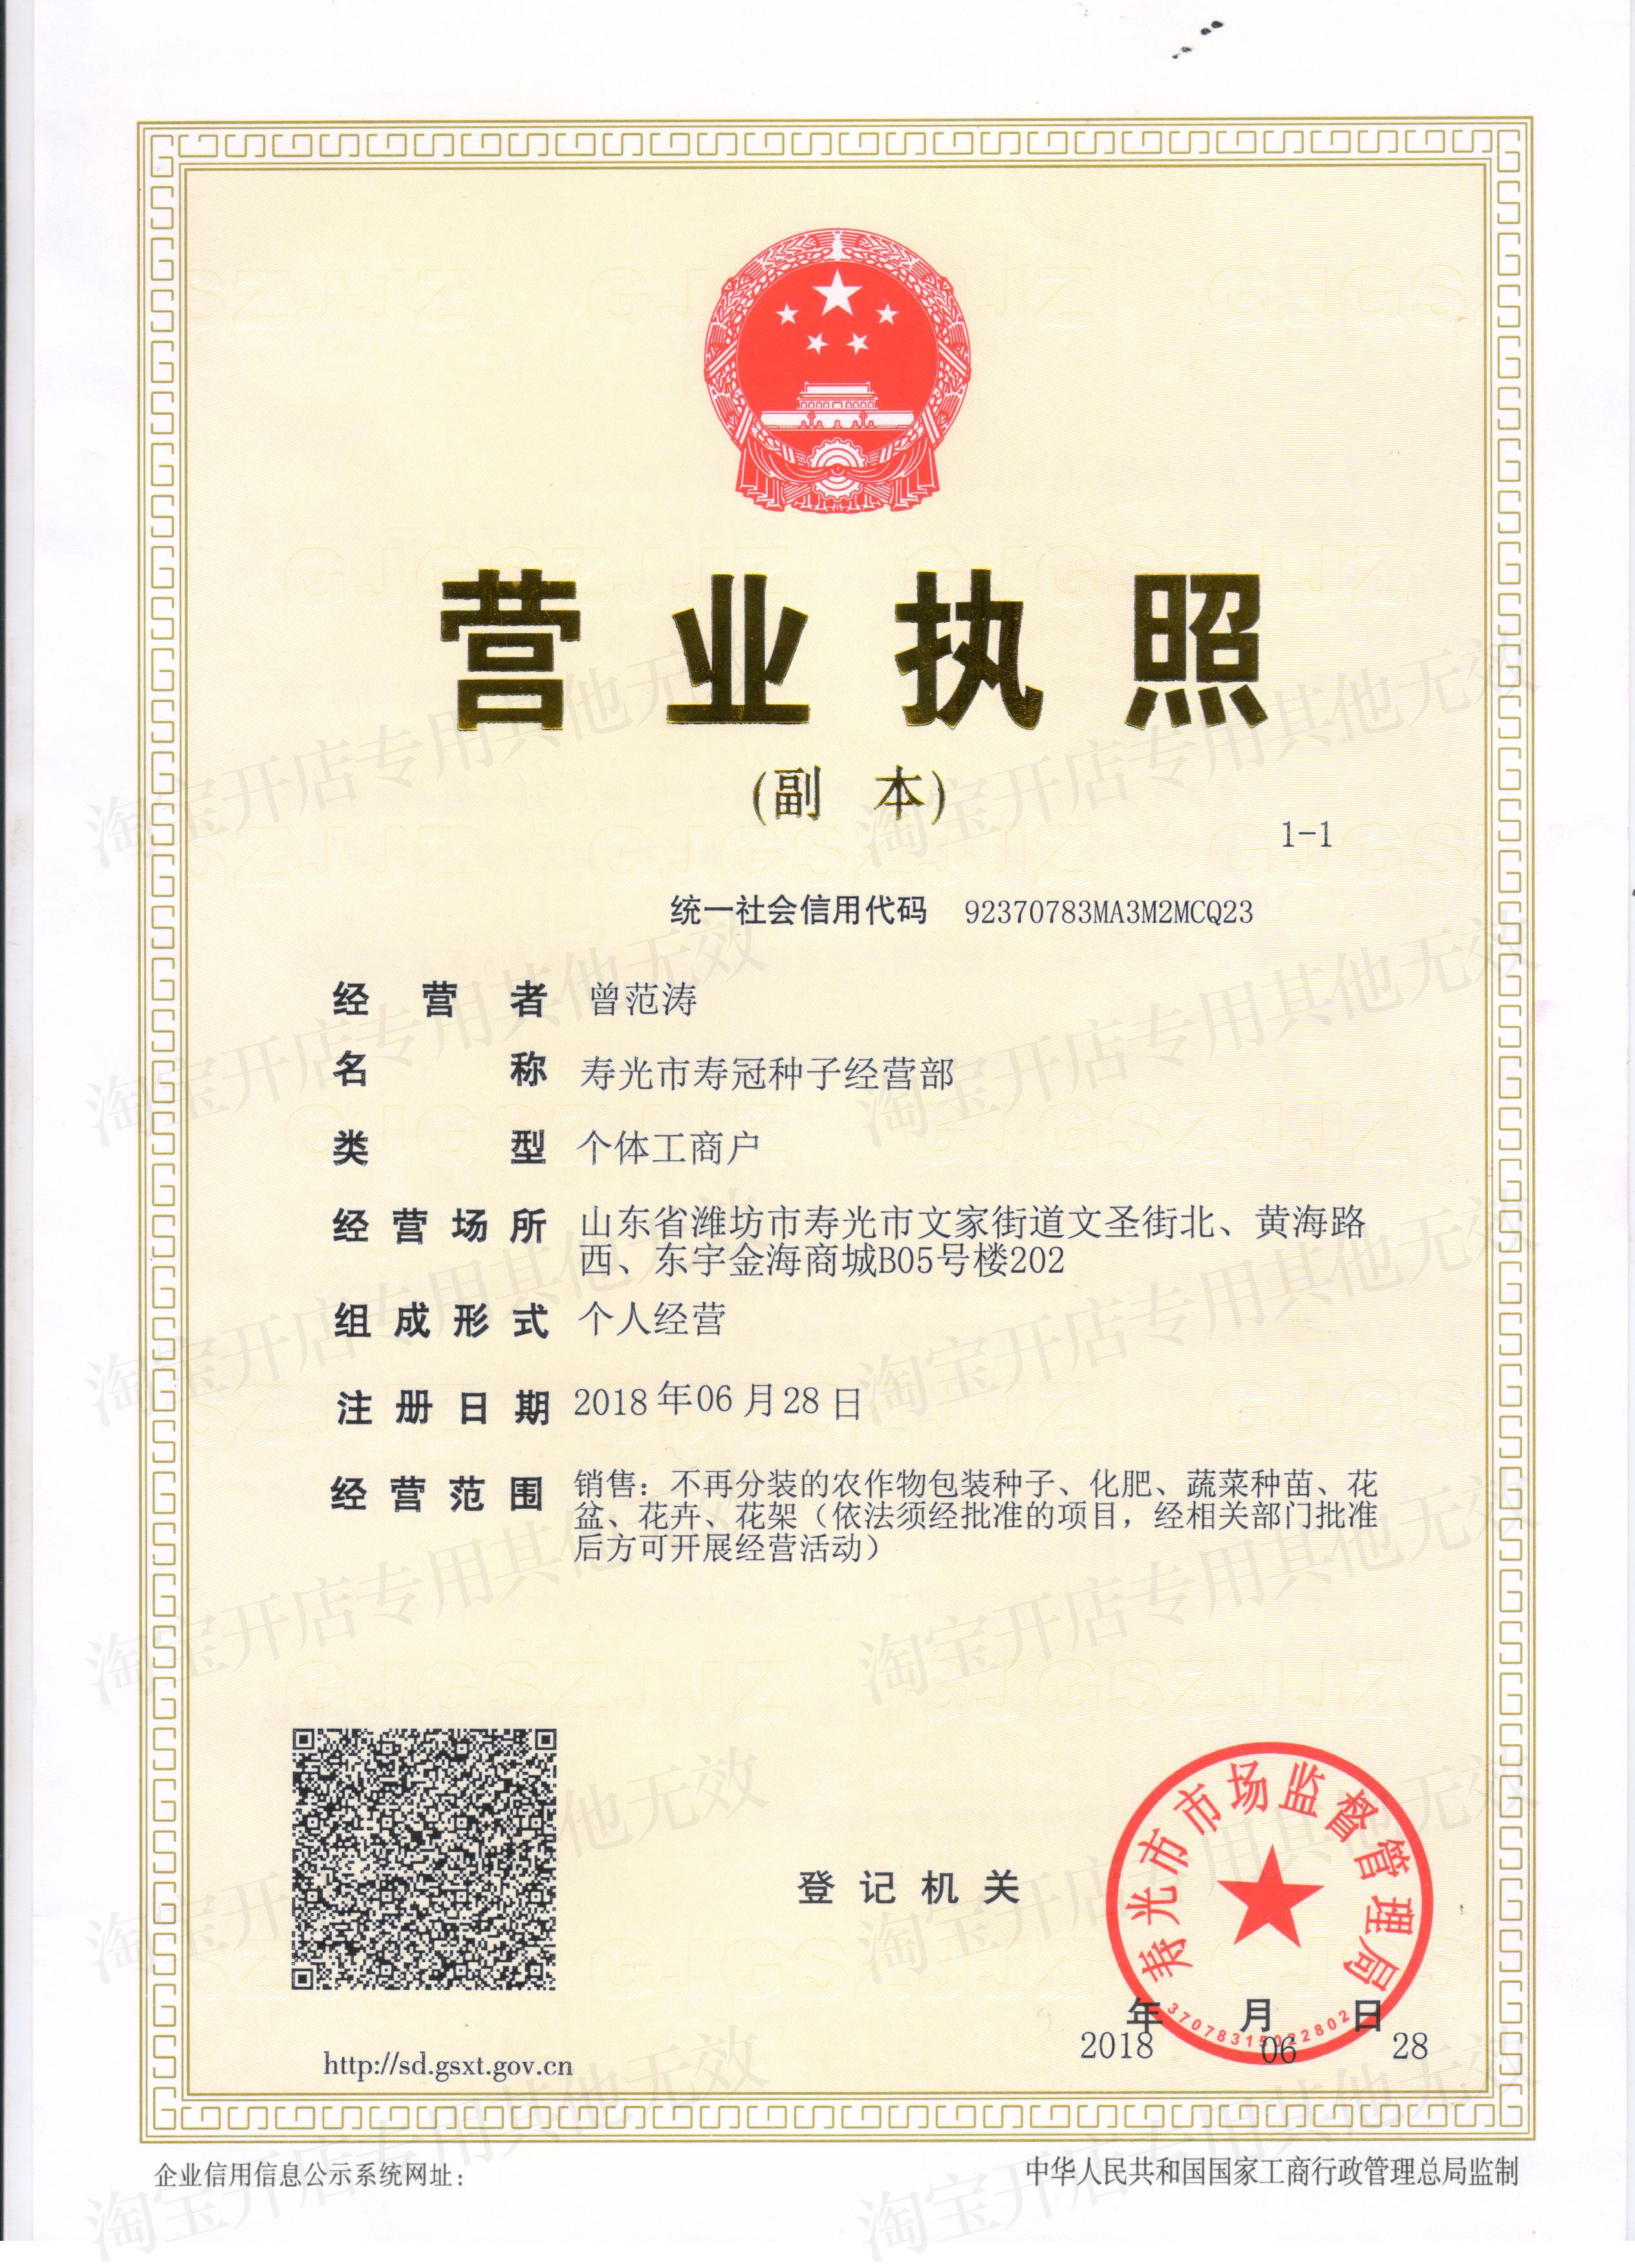 营业执照
(副 本)
1-1
统一社会信用代码 92370783MA3M2MCQ23
经营者 曾范涛
名称 寿光市寿冠种子经营部
类型 个体工商户
经营场所 山东省潍坊市寿光市文家街道文圣街北、黄海路
西、东宇金海商城B05号楼202
组成形式 个人经营
注册日期 2018年06月28日
经营范围 销售：不再分装的农作物包装种子、化肥、蔬菜种苗、花
盆、花卉、花架（依法须经批准的项目，经相关部门批准
后方可开展经营活动）
寿光市市场监督管理局
登记机关
年 月 日
2018 06 28
http://sd.gsxt.gov.cn
企业信用信息公示系统网址：
中华人民共和国国家工商行政管理总局监制
淘宝开店专用其他无效